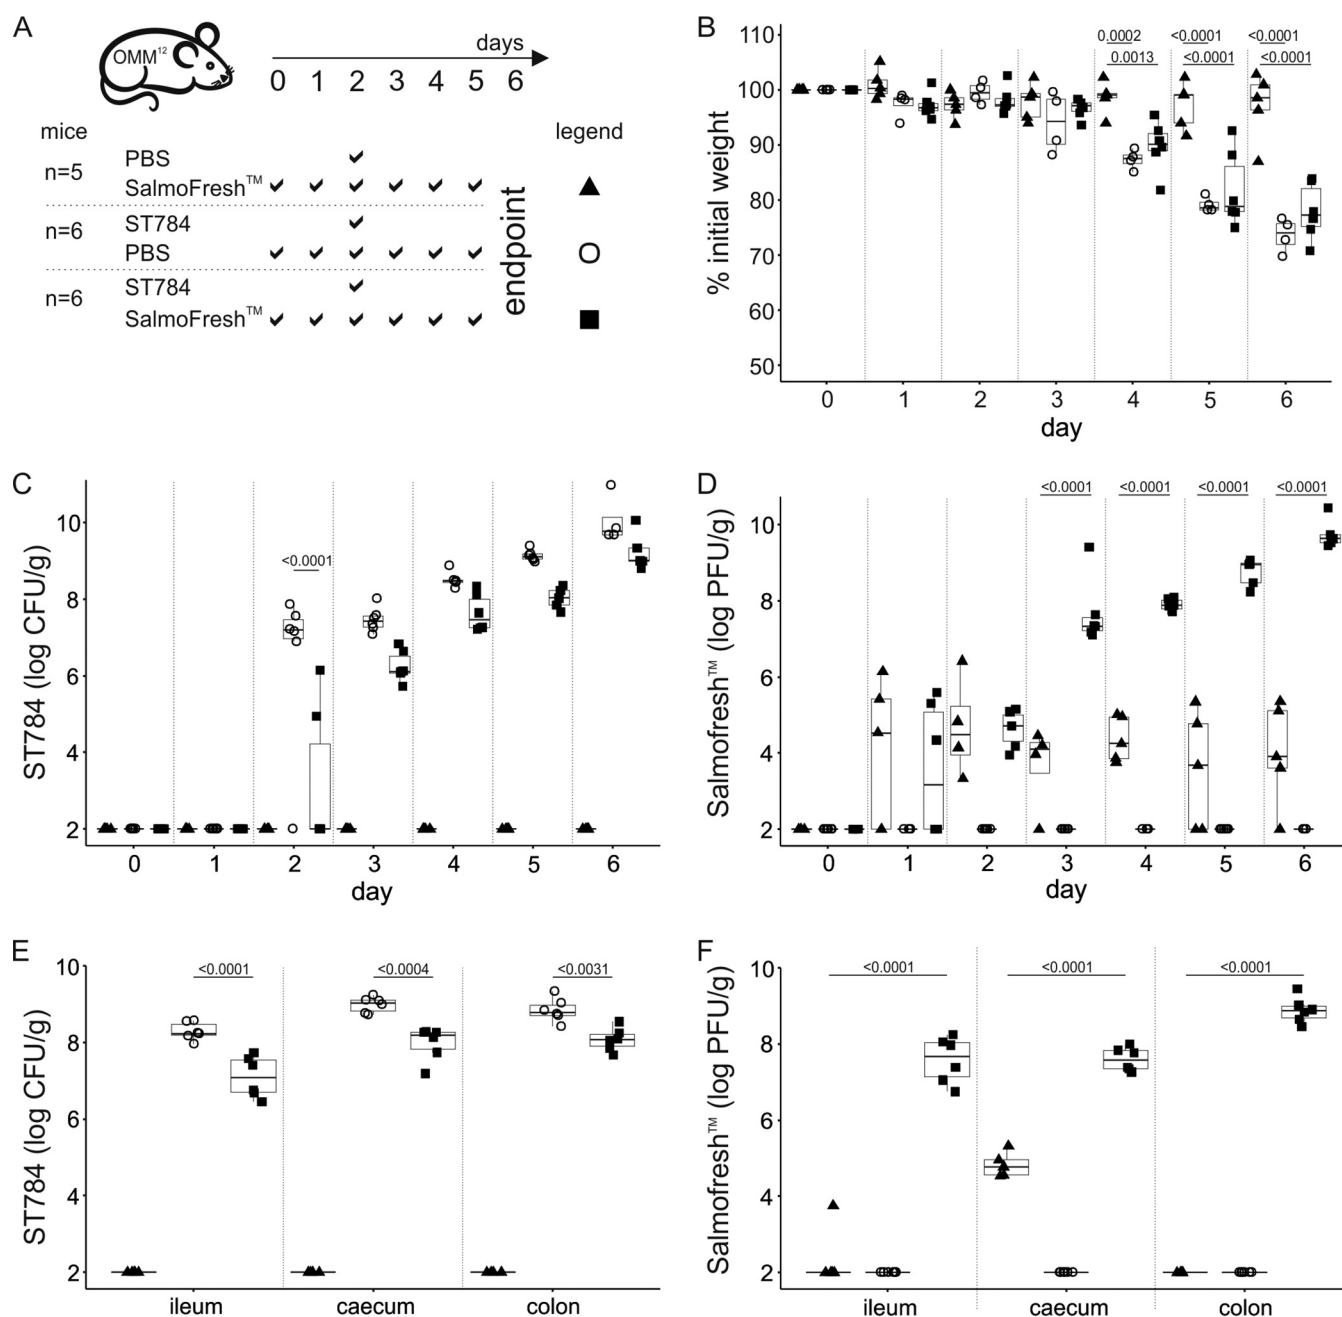 A
OMM12
days
0 1 2 3 4 5 6
mice
legend
n=5
PBS
SalmoFresh™
n=6
ST784
PBS
n=6
ST784
SalmoFresh™
endpoint
B
% initial weight
110
100
90
80
70
60
50
0.0002
0.0013
<0.0001
<0.0001
<0.0001
<0.0001
0 1 2 3 4 5 6
day
C
ST784 (log CFU/g)
10
8
6
4
2
<0.0001
0 1 2 3 4 5 6
day
D
Salmofresh™ (log PFU/g)
10
8
6
4
2
<0.0001 <0.0001 <0.0001 <0.0001
0 1 2 3 4 5 6
day
E
ST784 (log CFU/g)
10
8
6
4
2
<0.0001 <0.0004 <0.0031
ileum caecum colon
F
Salmofresh™ (log PFU/g)
10
8
6
4
2
<0.0001 <0.0001 <0.0001
ileum caecum colon